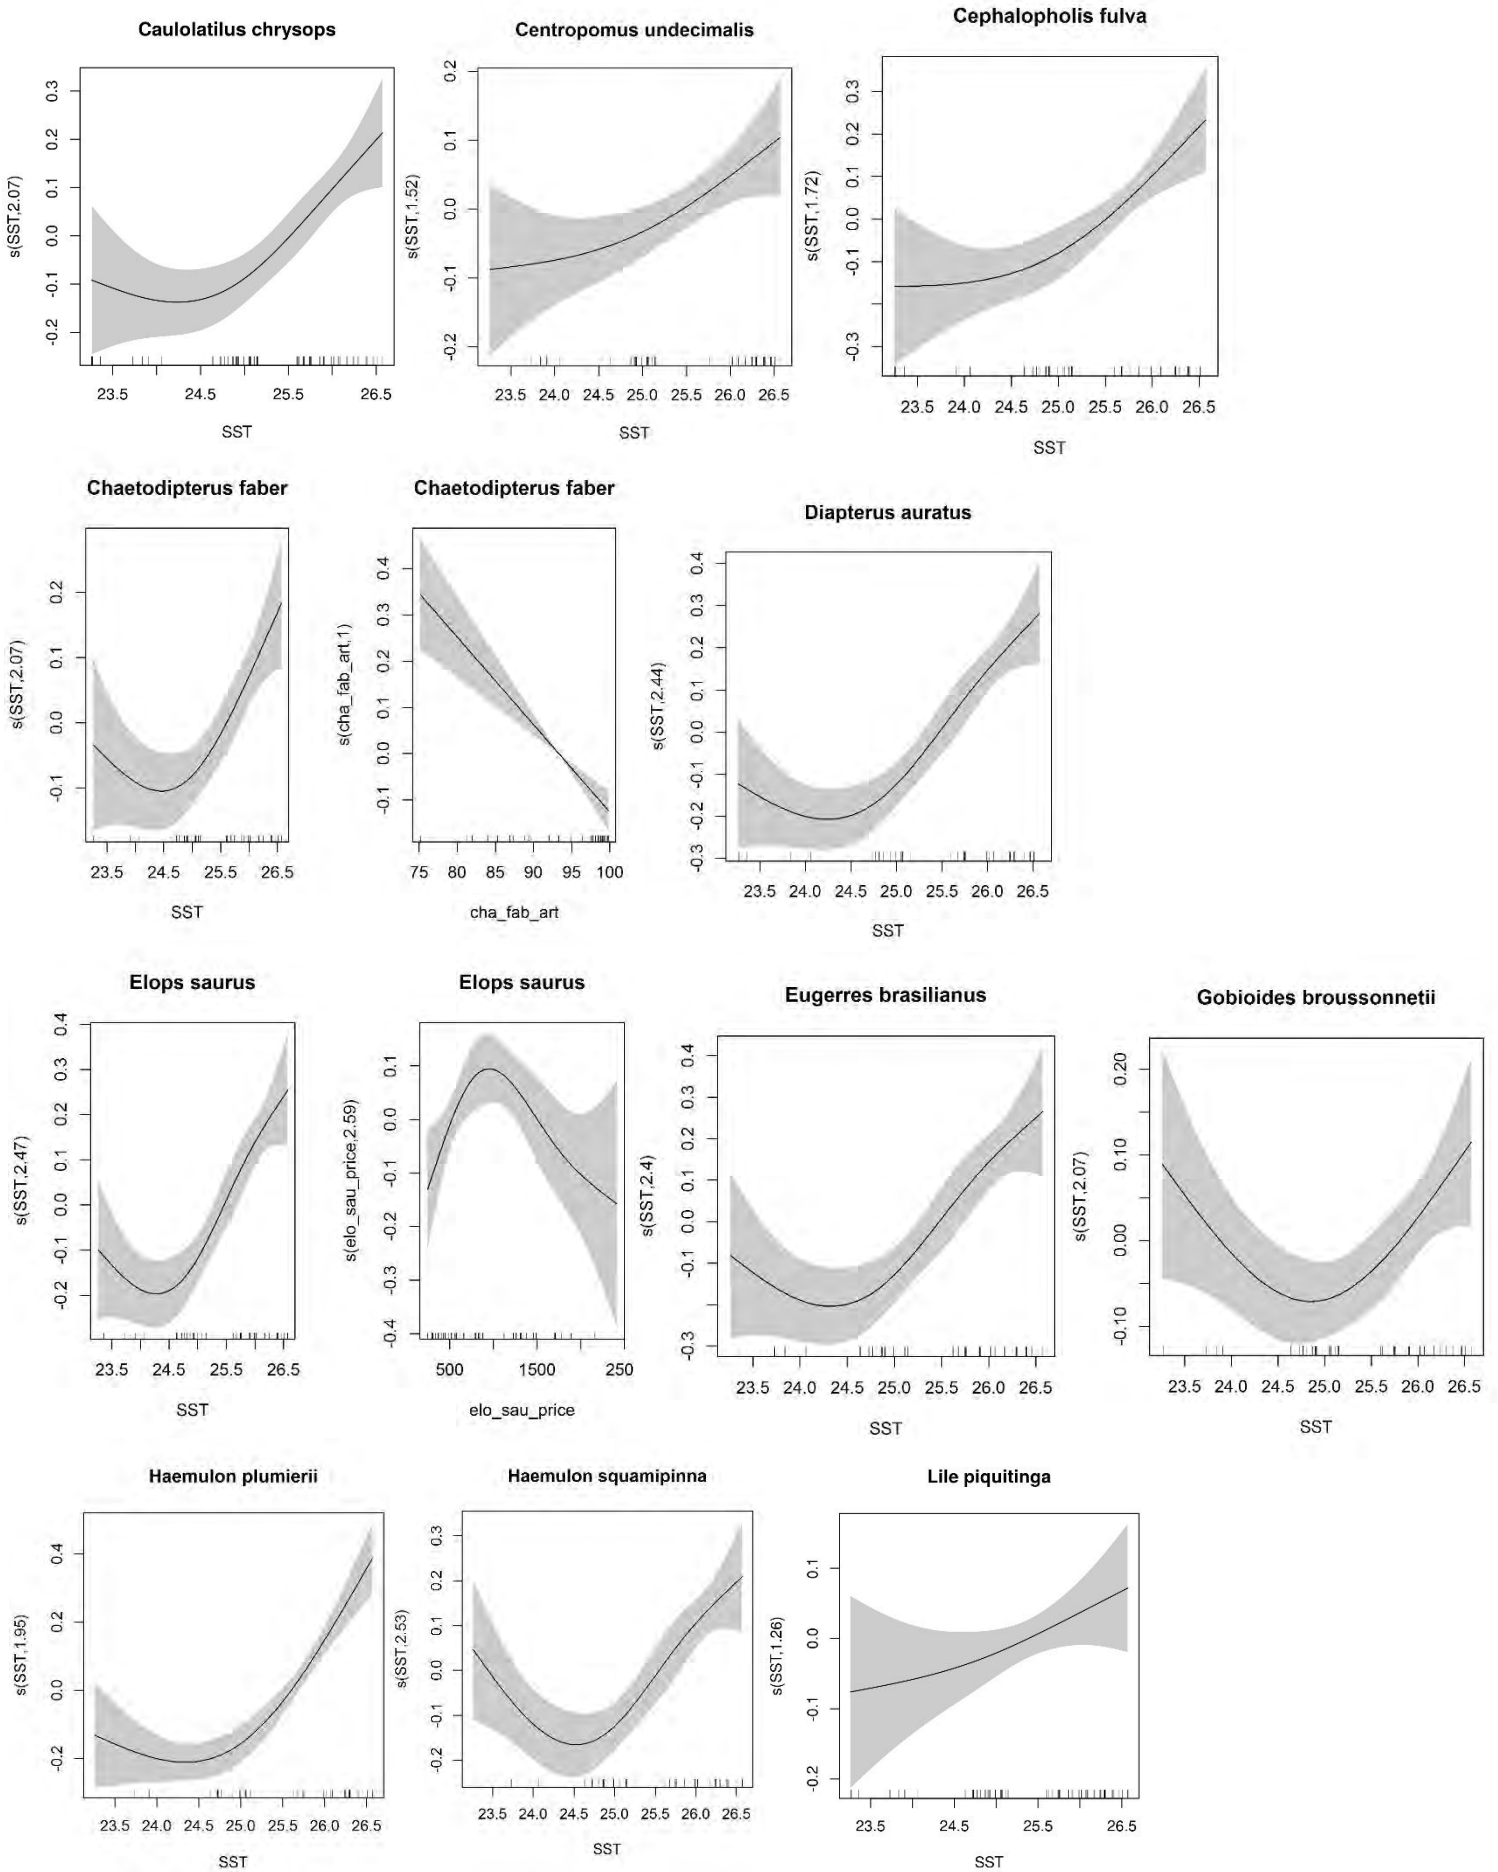 Caulolatilus chrysops
s(SST,2.07)
0.3
0.2
0.1
0.0
-0.1
-0.2
23.5 24.5 25.5 26.5
SST
Centropomus undecimalis
s(SST,1.52)
0.2
0.1
0.0
-0.1
-0.2
23.5 24.0 24.5 25.0 25.5 26.0 26.5
SST
Cephalopholis fulva
s(SST,1.72)
0.3
0.2
0.1
0.0
-0.1
-0.3
23.5 24.0 24.5 25.0 25.5 26.0 26.5
SST
Chaetodipterus faber
s(SST,2.07)
0.2
0.1
0.0
-0.1
23.5 24.5 25.5 26.5
SST
Chaetodipterus faber
s(cha_fab_art,1)
0.4
0.3
0.2
0.1
0.0
-0.1
75 80 85 90 95 100
cha_fab_art
Diapterus auratus
s(SST,2.44)
0.4
0.3
0.2
0.1
0.0
-0.1
-0.2
-0.3
23.5 24.0 24.5 25.0 25.5 26.0 26.5
SST
Elops saurus
s(SST,2.47)
0.4
0.3
0.2
0.1
0.0
-0.1
-0.2
23.5 24.5 25.5 26.5
SST
Elops saurus
s(elo_sau_price,2.59)
0.1
0.0
-0.1
-0.2
-0.3
-0.4
500 1500 250
elo_sau_price
Eugerres brasilianus
s(SST,2.4)
0.4
0.3
0.2
0.1
0.0
-0.1
-0.3
23.5 24.0 24.5 25.0 25.5 26.0 26.5
SST
Gobioides broussonnetii
s(SST,2.07)
0.20
0.10
0.00
-0.10
23.5 24.0 24.5 25.0 25.5 26.0 26.5
SST
Haemulon plumierii
s(SST,1.95)
0.4
0.2
0.0
-0.2
23.5 24.0 24.5 25.0 25.5 26.0 26.5
SST
Haemulon squamipinna
s(SST,2.53)
0.3
0.2
0.1
0.0
-0.1
-0.2
23.5 24.0 24.5 25.0 25.5 26.0 26.5
SST
Lile piquitinga
s(SST,1.26)
0.1
0.0
-0.1
-0.2
23.5 24.5 25.5 26.5
SST